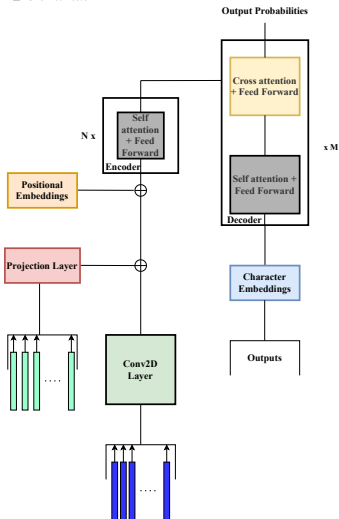 Output Probabilities
Cross attention
+ Feed Forward
Self
attention
+ Feed
Forward
N x
Encoder
x M
Self attention +
Feed Forward
Decoder
Positional
Embeddings
Projection Layer
Character
Embeddings
Outputs
Conv2D
Layer
. . . .
. . . .